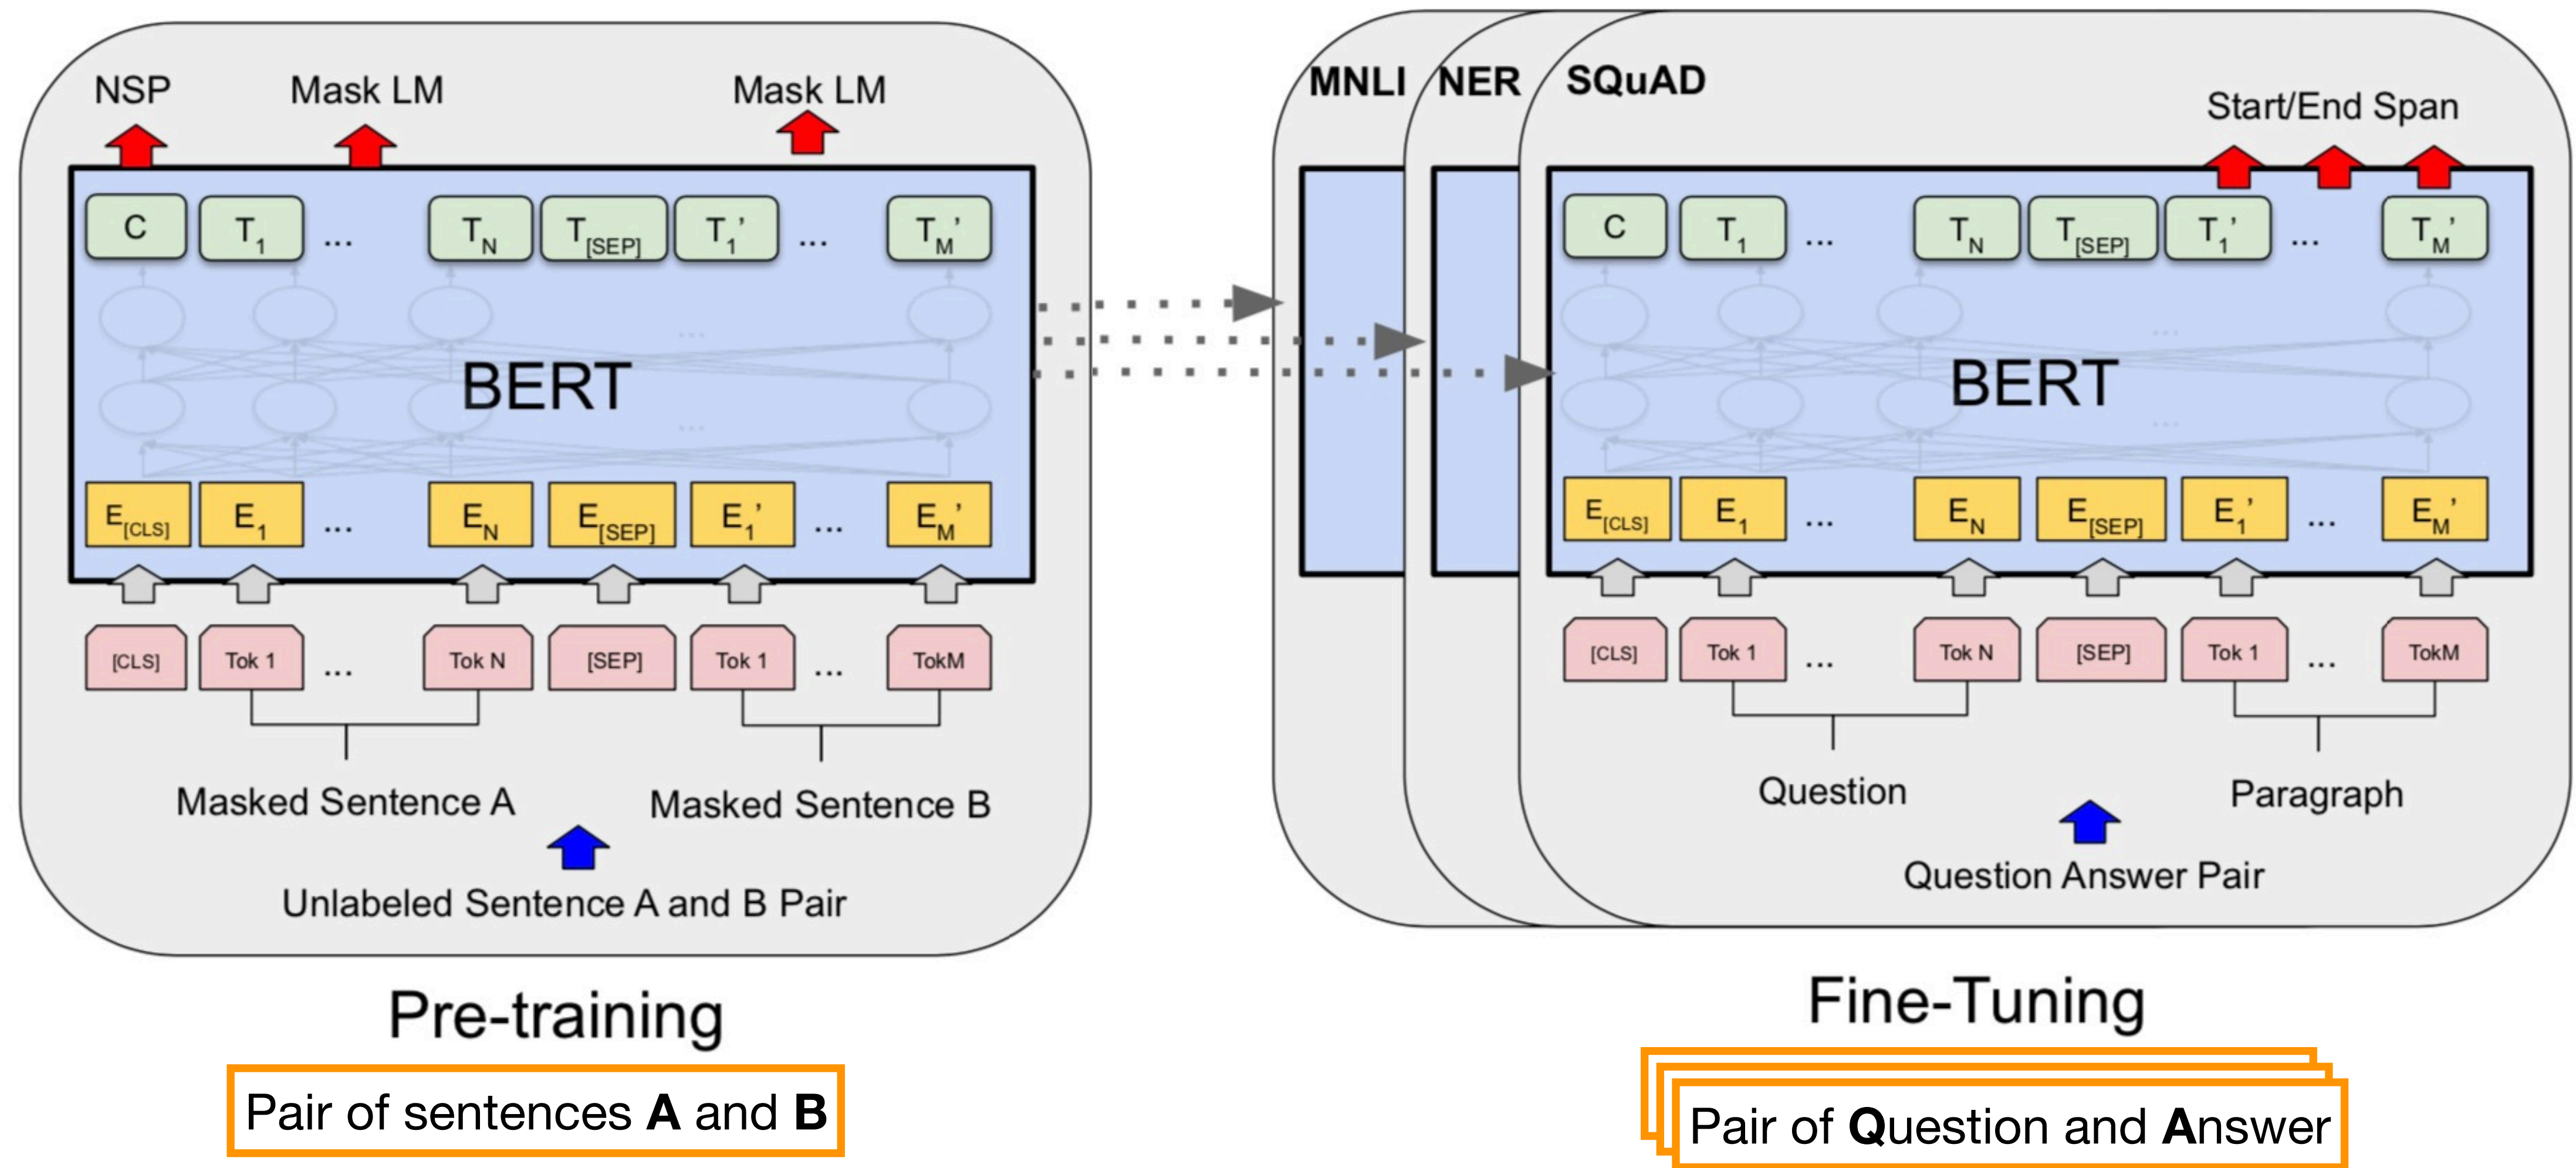 NSP Mask LM Mask LM
C T1 ... TN T[SEP] T1’ ... TM’
...
BERT
...
E[CLS] E1 ... EN E[SEP] E1’ ... EM’
[CLS] Tok 1 ... Tok N [SEP] Tok 1 ... TokM
Masked Sentence A Masked Sentence B
Unlabeled Sentence A and B Pair
Pre-training
Pair of sentences A and B
MNLI NER SQuAD
Start/End Span
C T1 ... TN T[SEP] T1’ ... TM’
...
BERT
...
E[CLS] E1 ... EN E[SEP] E1’ ... EM’
[CLS] Tok 1 ... Tok N [SEP] Tok 1 ... TokM
Question Paragraph
Question Answer Pair
Fine-Tuning
Pair of Question and Answer